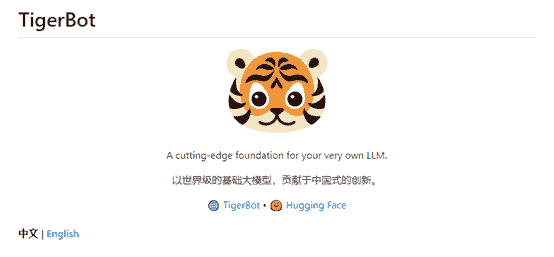 TigerBot
A cutting-edge foundation for your very own LLM.
以世界级的基础大模型，贡献于中国式的创新。
TigerBot • Hugging Face
中文 | English